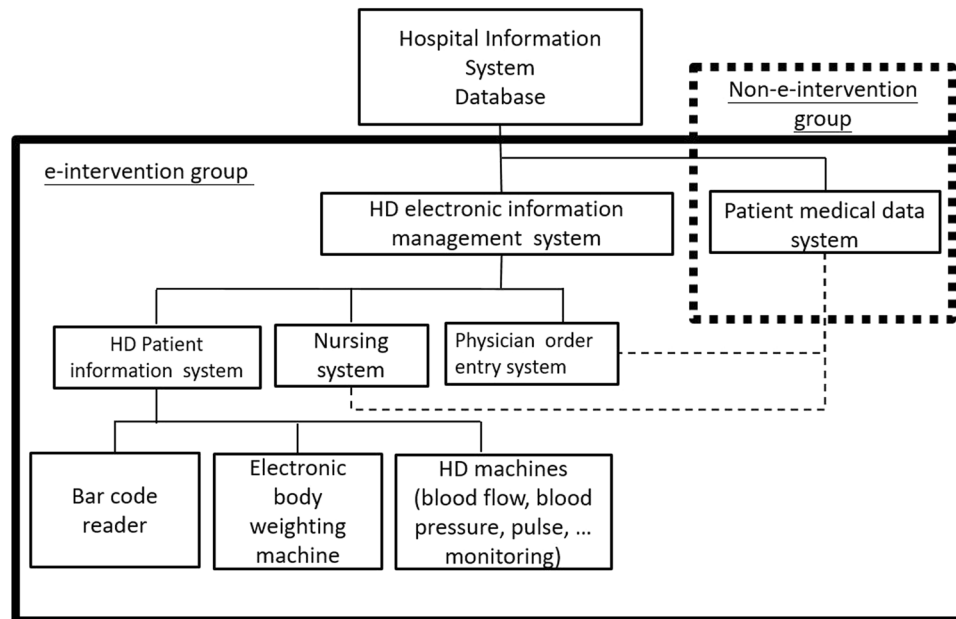 Hospital Information
System
Database
Non-e-intervention
group
e-intervention group
HD electronic information
management system
Patient medical data
system
HD Patient
information system
Nursing
system
Physician order
entry system
Bar code
reader
Electronic
body
weighting
machine
HD machines
(blood flow, blood
pressure, pulse, ...
monitoring)